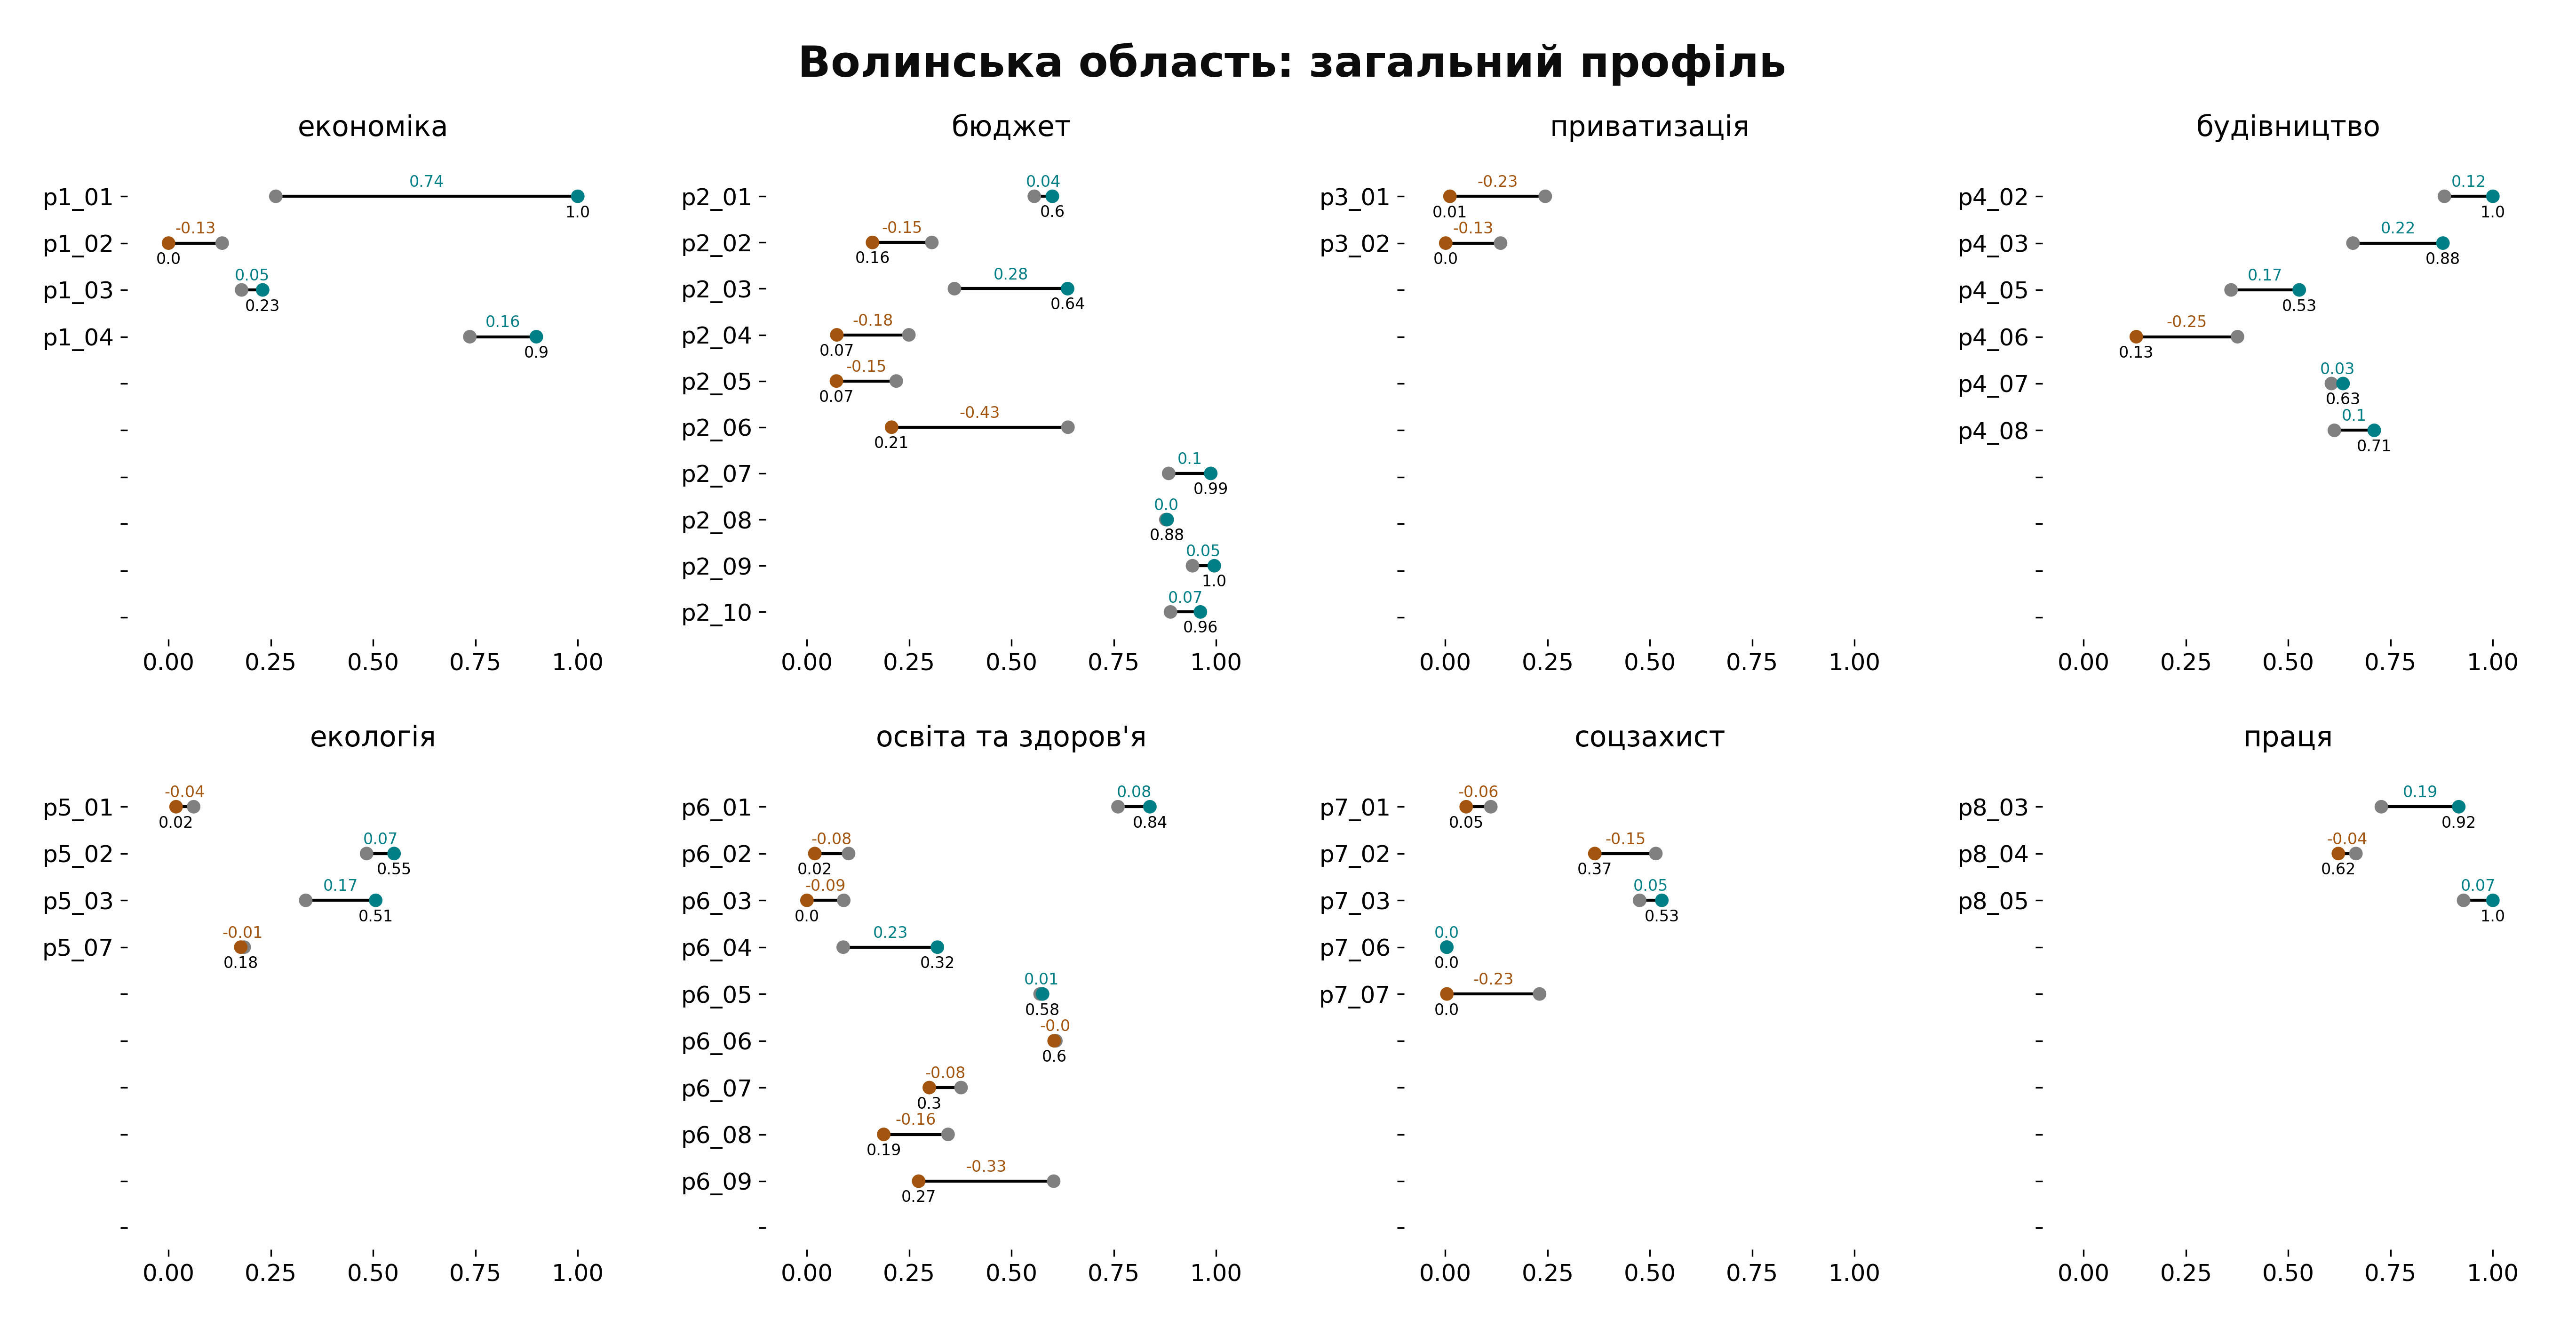 Волинська область: загальний профіль
економіка
p1_01
0.74
1.0
p1_02
-0.13
0.0
p1_03
0.05
0.23
p1_04
0.16
0.9
0.00 0.25 0.50 0.75 1.00
бюджет
p2_01
0.04
0.6
p2_02
-0.15
0.16
p2_03
0.28
0.64
p2_04
-0.18
0.07
p2_05
-0.15
0.07
p2_06
-0.43
0.21
p2_07
0.1
0.99
p2_08
0.0
0.88
p2_09
0.05
1.0
p2_10
0.07
0.96
0.00 0.25 0.50 0.75 1.00
приватизація
p3_01
-0.23
0.01
p3_02
-0.13
0.0
0.00 0.25 0.50 0.75 1.00
будівництво
p4_02
0.12
1.0
p4_03
0.22
0.88
p4_05
0.17
0.53
p4_06
-0.25
0.13
p4_07
0.03
0.63
p4_08
0.1
0.71
0.00 0.25 0.50 0.75 1.00
екологія
p5_01
-0.04
0.02
p5_02
0.07
0.55
p5_03
0.17
0.51
p5_07
-0.01
0.18
0.00 0.25 0.50 0.75 1.00
освіта та здоров'я
p6_01
0.08
0.84
p6_02
-0.08
0.02
p6_03
-0.09
0.0
p6_04
0.23
0.32
p6_05
0.01
0.58
p6_06
-0.0
0.6
p6_07
-0.08
0.3
p6_08
-0.16
0.19
p6_09
-0.33
0.27
0.00 0.25 0.50 0.75 1.00
соцзахист
p7_01
-0.06
0.05
p7_02
-0.15
0.37
p7_03
0.05
0.53
p7_06
0.0
0.0
p7_07
-0.23
0.0
0.00 0.25 0.50 0.75 1.00
праця
p8_03
0.19
0.92
p8_04
-0.04
0.62
p8_05
0.07
1.0
0.00 0.25 0.50 0.75 1.00